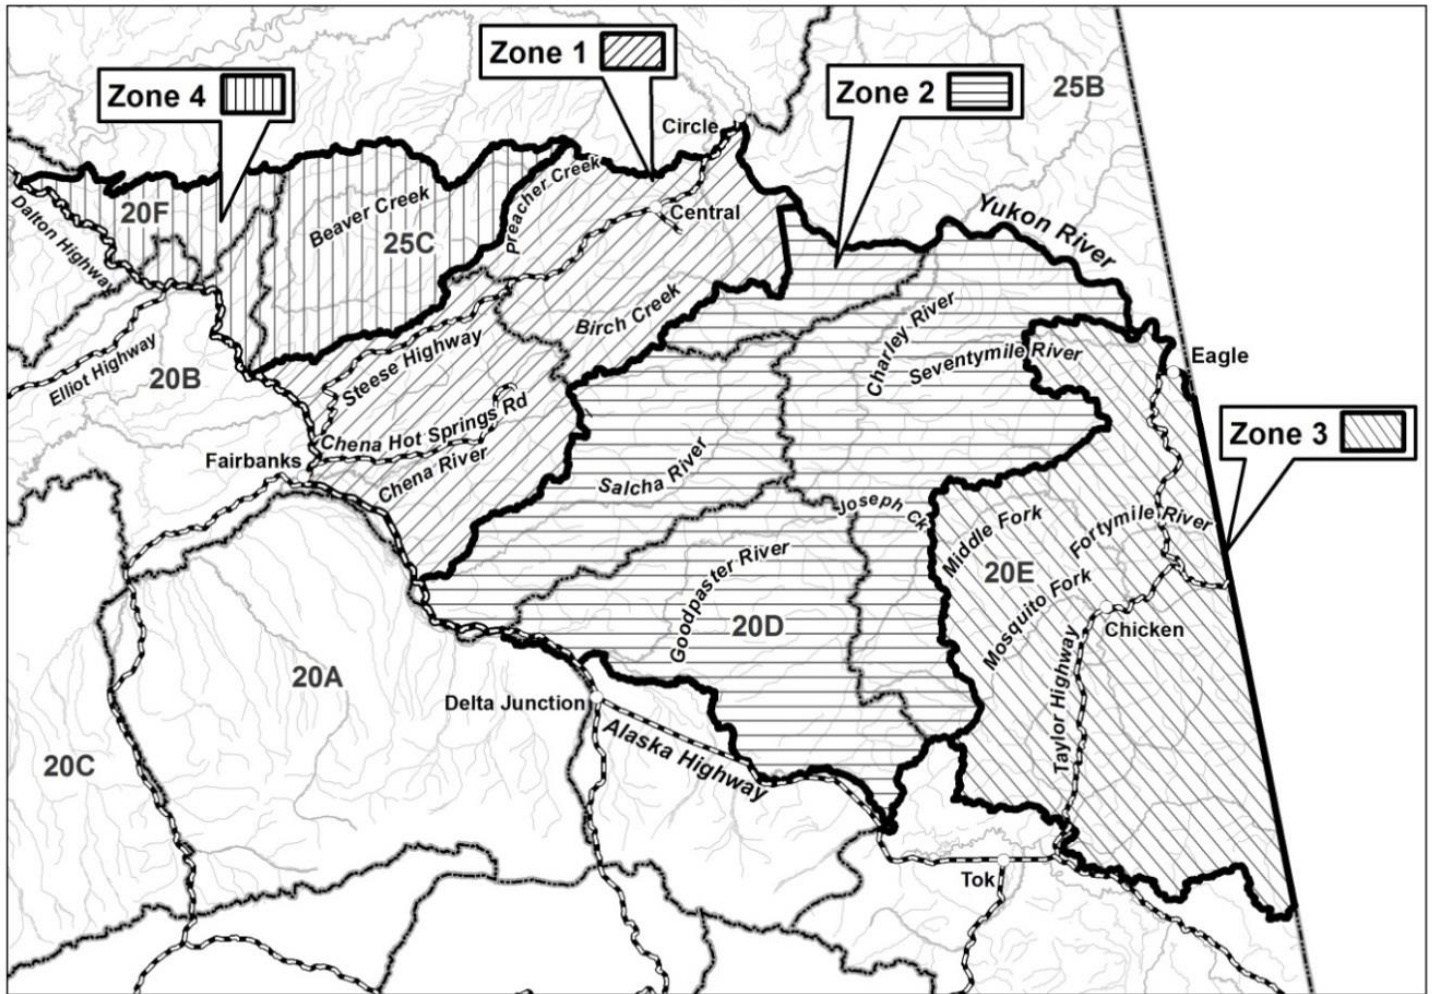 Zone 1
Zone 4
Zone 2
25B
Circle
Preacher Creek
20F
Beaver Creek
25C
Central
Yukon River
Dalton Highway
Birch Creek
Charley River
Steese Highway
Seventymile River
Eagle
Elliot Highway
20B
Chena Hot Springs Rd
Zone 3
Fairbanks
Chena River
Salcha River
Joseph Ck
Middle Fork
Fortymile River
20E
Goodpaster River
Mosquito Fork
20D
Chicken
20A
Taylor Highway
Delta Junction
Alaska Highway
20C
Tok